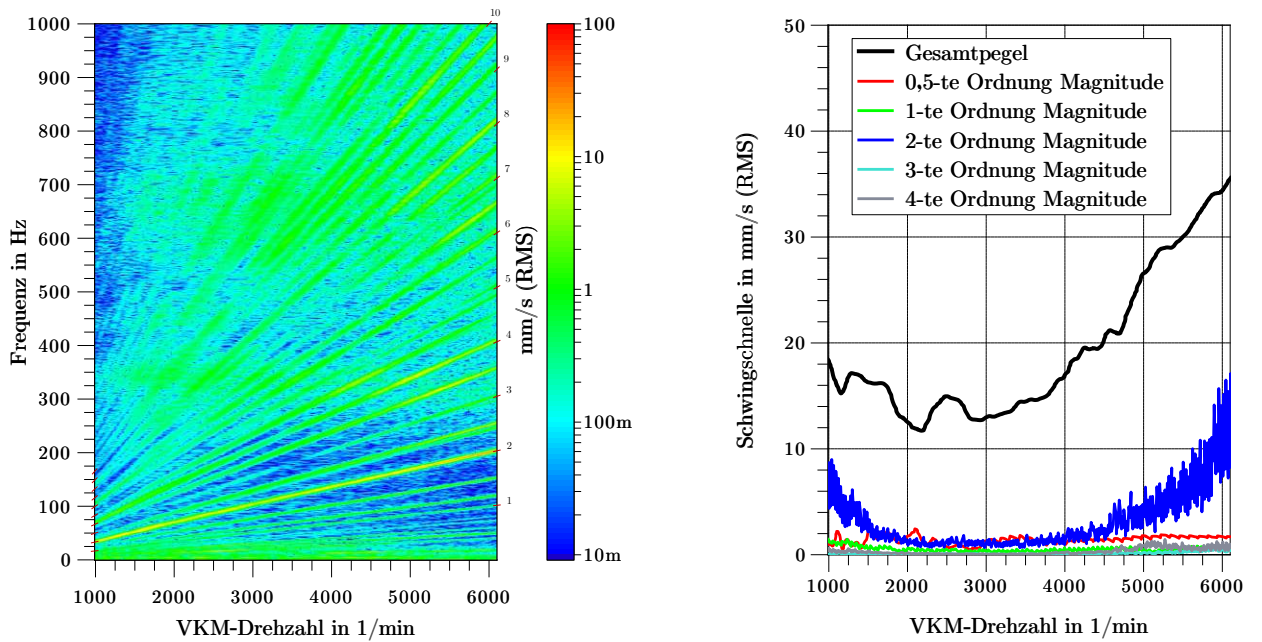 1000
900
800
700
600
500
400
300
200
100
0
Frequenz in Hz
1000 2000 3000 4000 5000 6000
VKM-Drehzahl in 1/min
10
9
8
7
6
5
4
3
2
1
100
10
1
100m
10m
mm/s (RMS)
50
40
30
20
10
0
Schwingschnelle in mm/s (RMS)
Gesamtpegel
0,5-te Ordnung Magnitude
1-te Ordnung Magnitude
2-te Ordnung Magnitude
3-te Ordnung Magnitude
4-te Ordnung Magnitude
1000 2000 3000 4000 5000 6000
VKM-Drehzahl in 1/min